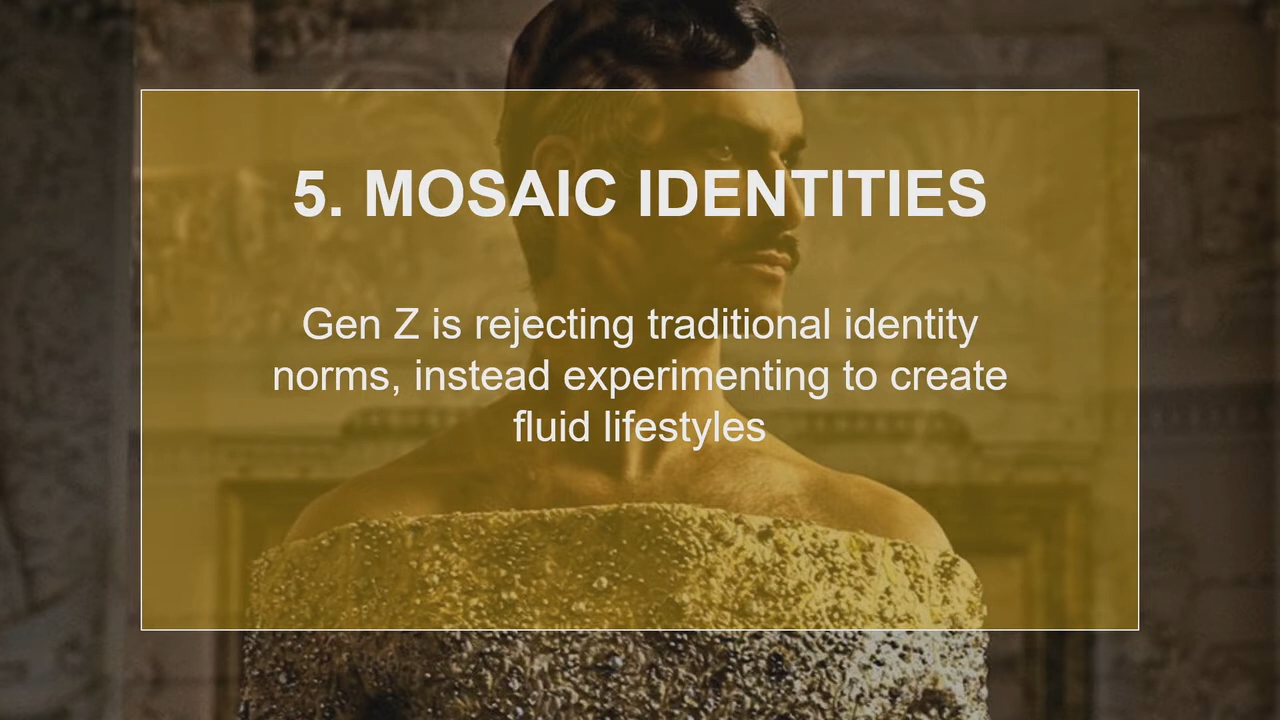 5. MOSAIC IDENTITIES
Gen Z is rejecting traditional identity
norms, instead experimenting to create
fluid lifestyles